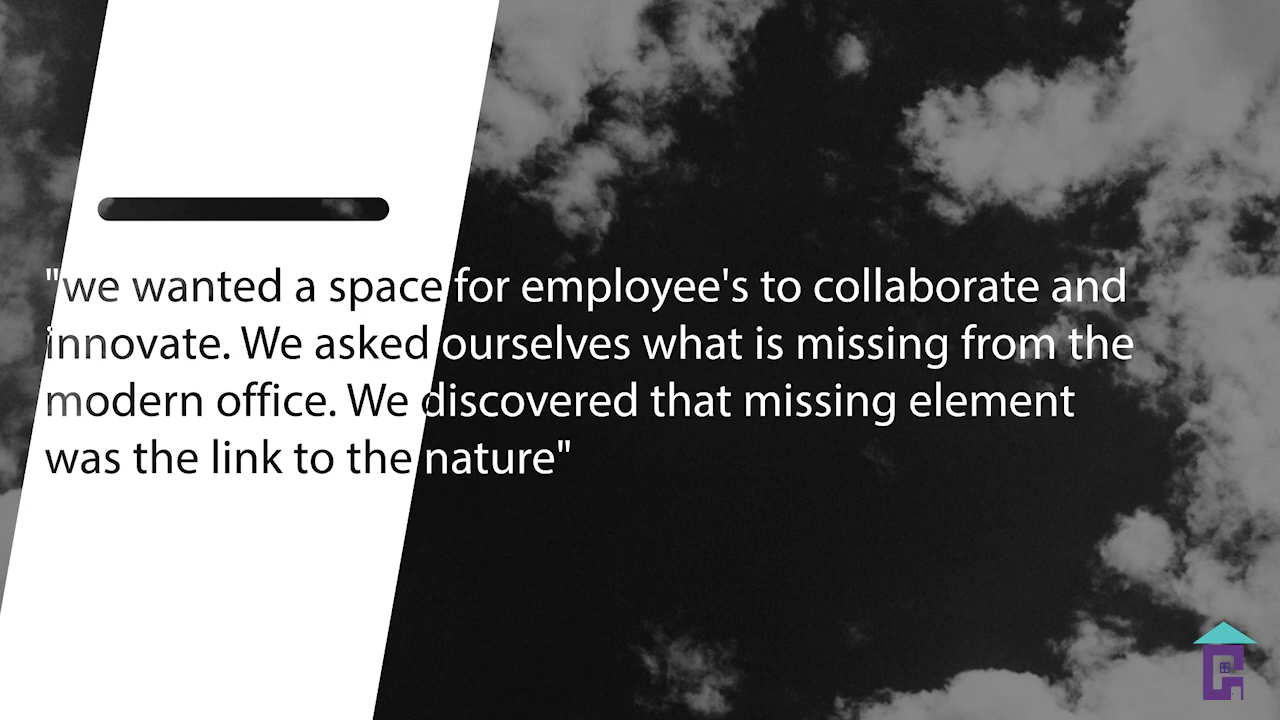 "we wanted a space for employee's to collaborate and
innovate. We asked ourselves what is missing from the
modern office. We discovered that missing element
was the link to the nature"